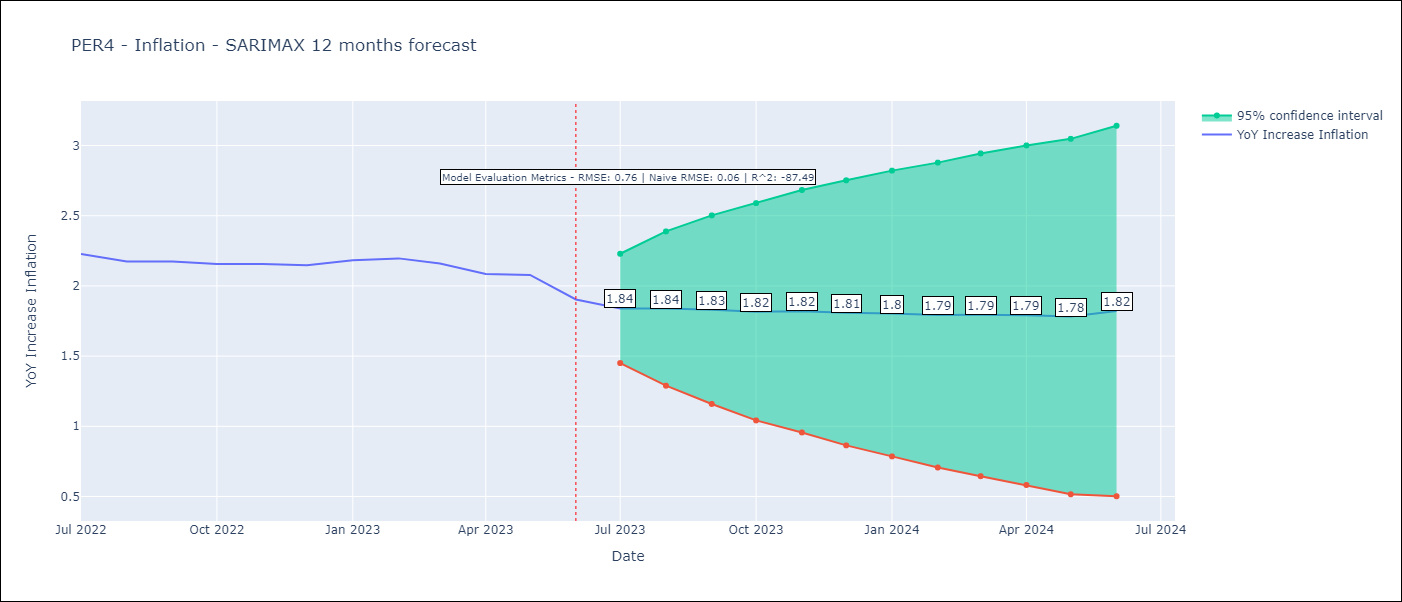 PER4 - Inflation - SARIMAX 12 months forecast
95% confidence interval
YoY Increase Inflation
Model Evaluation Metrics - RMSE: 0.76 | Naive RMSE: 0.06 | R^2: -87.49
YoY Increase Inflation
3
2.5
2
1.5
1
0.5
1.84 1.84 1.83 1.82 1.82 1.81 1.8 1.79 1.79 1.79 1.78 1.82
Jul 2022 Oct 2022 Jan 2023 Apr 2023 Jul 2023 Oct 2023 Jan 2024 Apr 2024 Jul 2024
Date